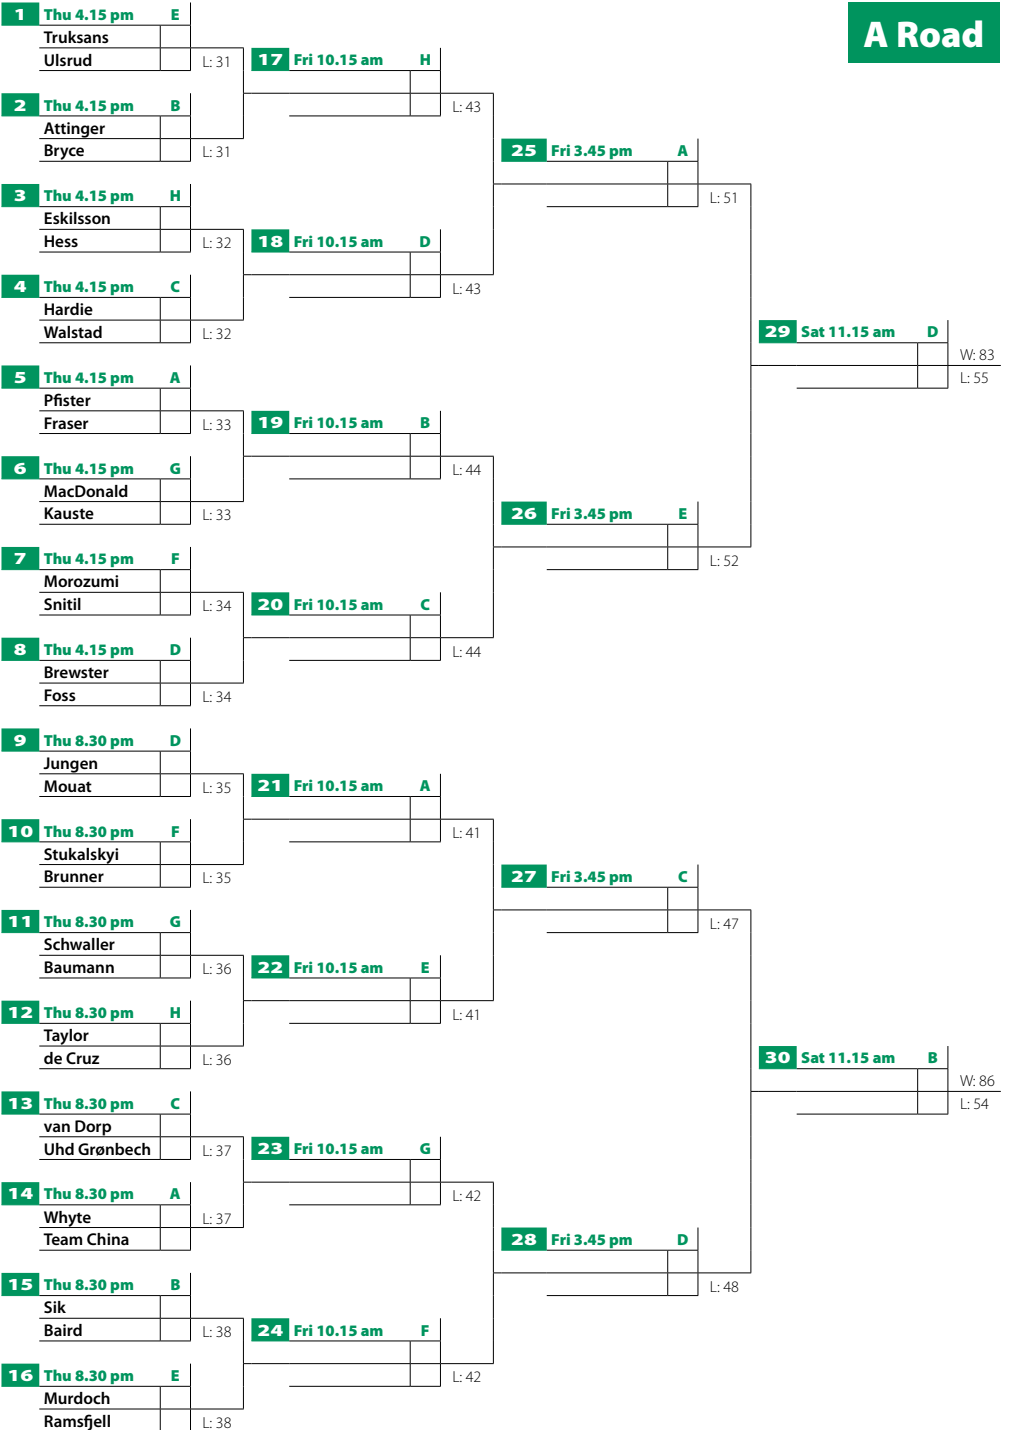 A Road
1 Thu 4.15 pm E
Truksans
Ulsrud
L: 31
2 Thu 4.15 pm B
Attinger
Bryce
L: 31
3 Thu 4.15 pm H
Eskilsson
Hess
L: 32
4 Thu 4.15 pm C
Hardie
Walstad
L: 32
5 Thu 4.15 pm A
Pfister
Fraser
L: 33
6 Thu 4.15 pm G
MacDonald
Kauste
L: 33
7 Thu 4.15 pm F
Morozumi
Snitil
L: 34
8 Thu 4.15 pm D
Brewster
Foss
L: 34
9 Thu 8.30 pm D
Jungen
Mouat
L: 35
10 Thu 8.30 pm F
Stukalskyi
Brunner
L: 35
11 Thu 8.30 pm G
Schwaller
Baumann
L: 36
12 Thu 8.30 pm H
Taylor
de Cruz
L: 36
13 Thu 8.30 pm C
van Dorp
Uhd Grønbech
L: 37
14 Thu 8.30 pm A
Whyte
L: 37
Team China
15 Thu 8.30 pm B
Sik
Baird
L: 38
16 Thu 8.30 pm E
Murdoch
Ramsfjell
L: 38
17 Fri 10.15 am H
L: 43
18 Fri 10.15 am D
L: 43
19 Fri 10.15 am B
L: 44
20 Fri 10.15 am C
L: 44
21 Fri 10.15 am A
L: 41
22 Fri 10.15 am E
L: 41
23 Fri 10.15 am G
L: 42
24 Fri 10.15 am F
L: 42
25 Fri 3.45 pm A
L: 51
26 Fri 3.45 pm E
L: 52
27 Fri 3.45 pm C
L: 47
28 Fri 3.45 pm D
L: 48
29 Sat 11.15 am D
W: 83
L: 55
30 Sat 11.15 am B
W: 86
L: 54